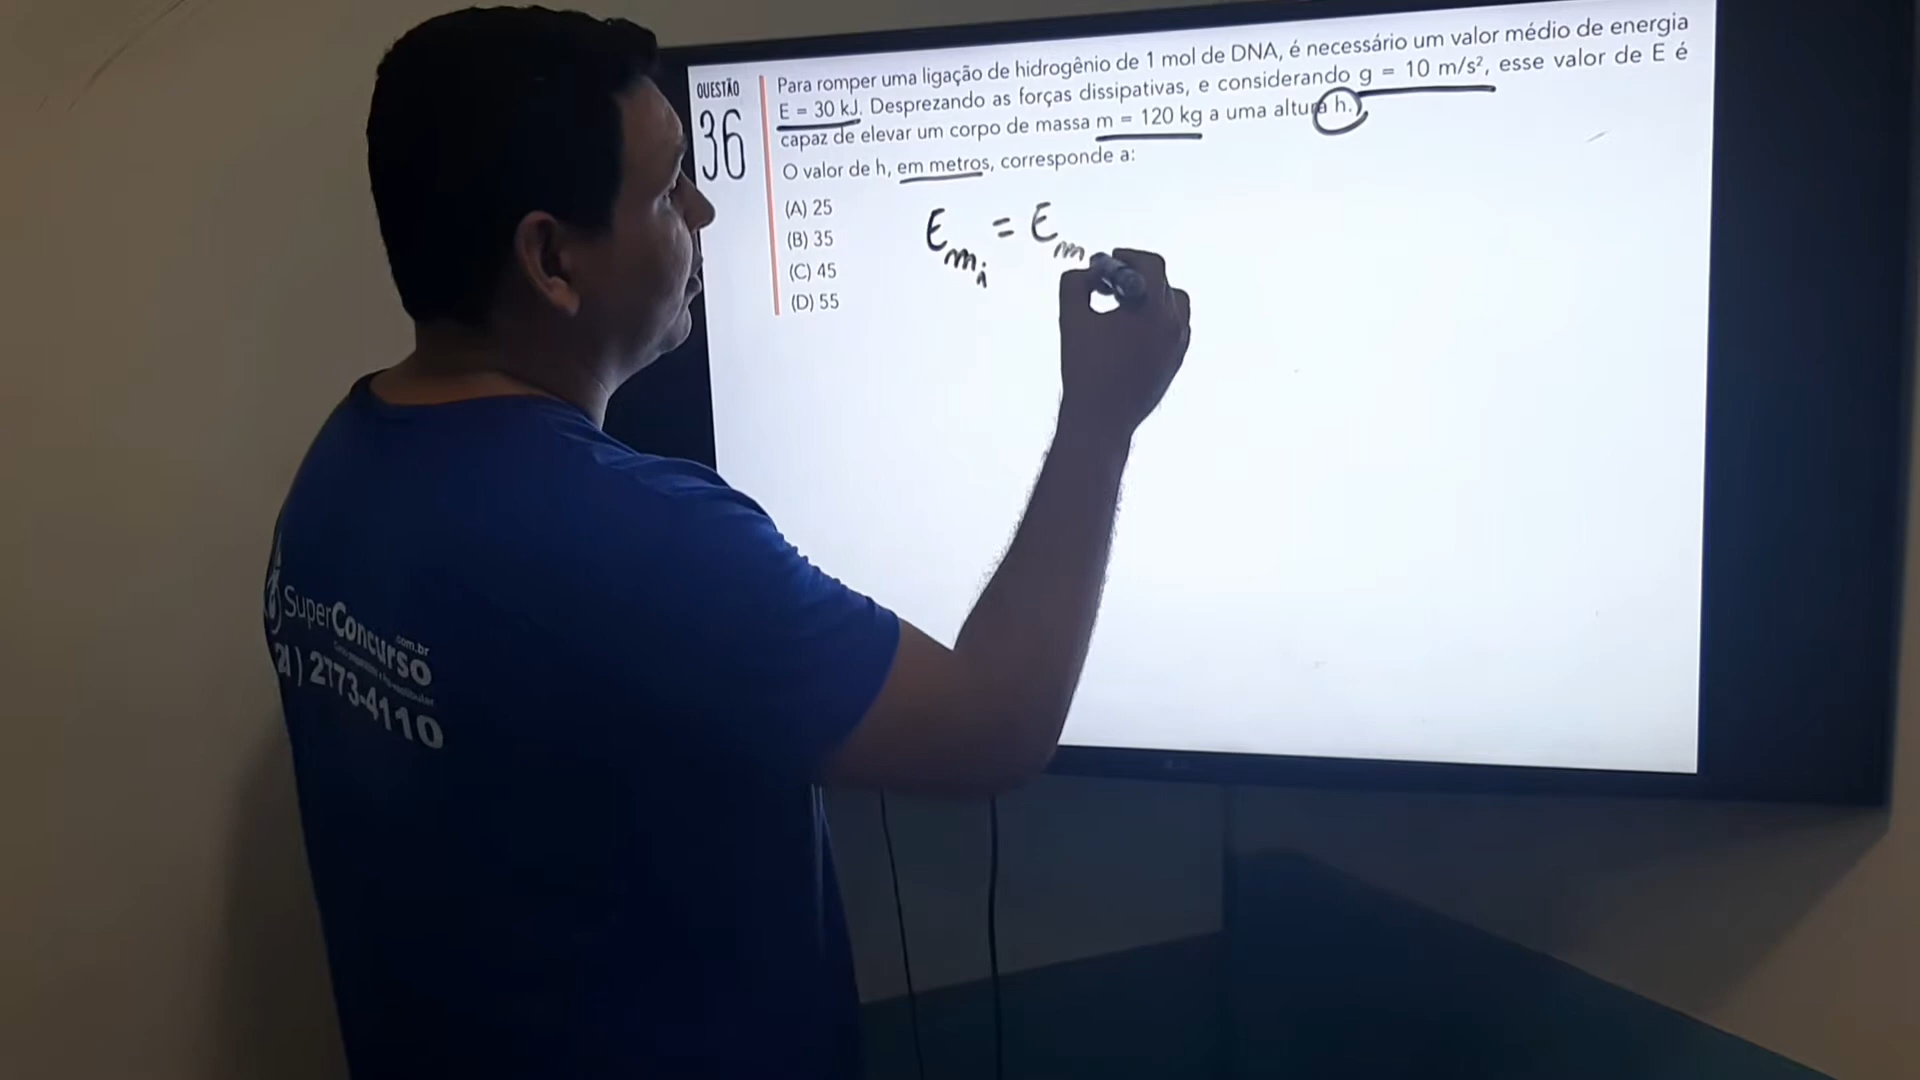 QUESTÃO
36
Para romper uma ligação de hidrogênio de 1 mol de DNA, é necessário um valor médio de energia
E = 30 kJ. Desprezando as forças dissipativas, e considerando g = 10 m/s², esse valor de E é
capaz de elevar um corpo de massa m = 120 kg a uma altura h.
O valor de h, em metros, corresponde a:
(A) 25
(B) 35
(C) 45
(D) 55
Emi = Em
SuperConcurso
.com.br
21) 2773-4110